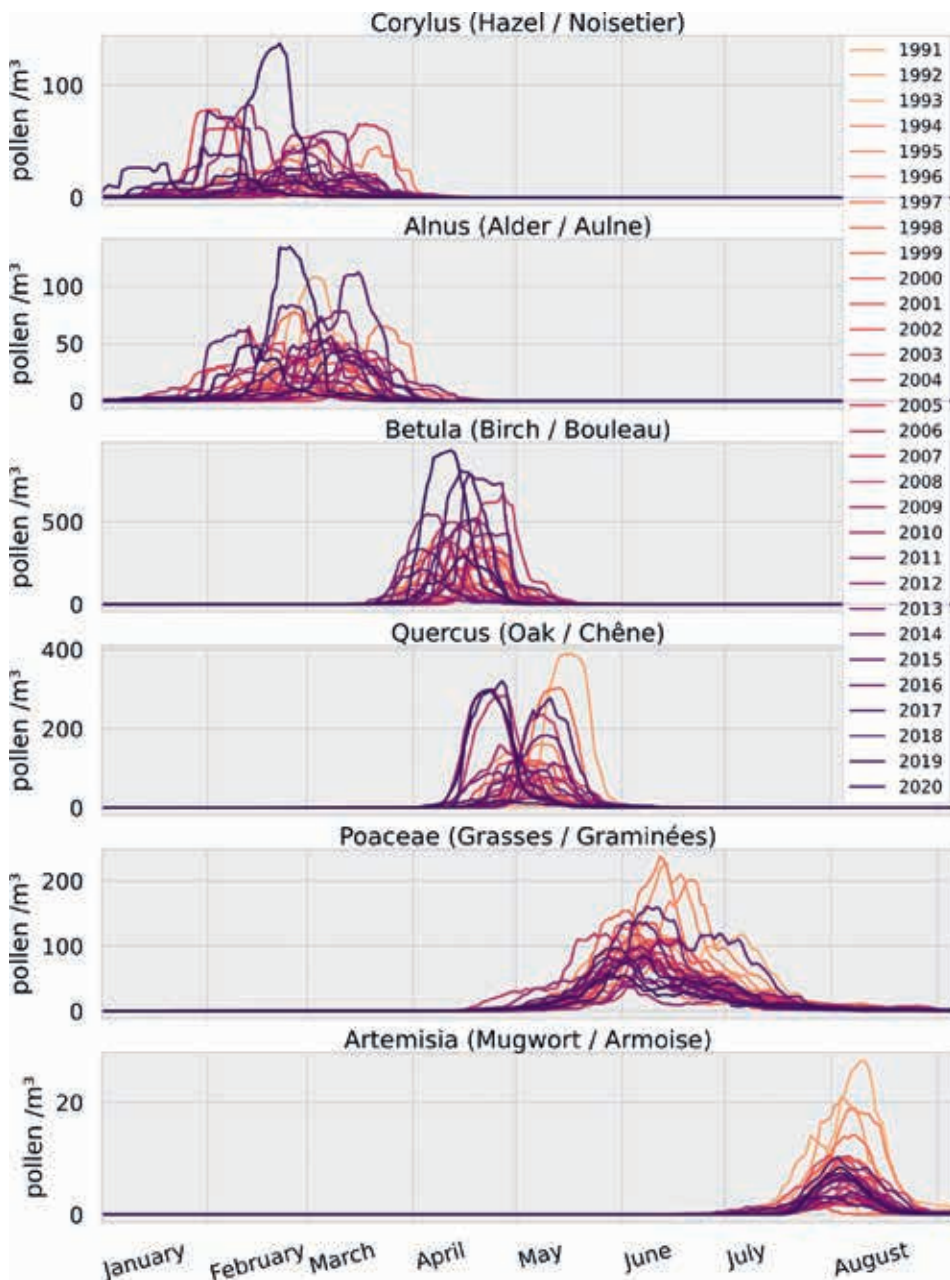 Corylus (Hazel / Noisetier)
pollen /m³
100
0
Alnus (Alder / Aulne)
pollen /m³
100
50
0
Betula (Birch / Bouleau)
pollen /m³
500
0
Quercus (Oak / Chêne)
pollen /m³
400
200
0
Poaceae (Grasses / Graminées)
pollen /m³
200
100
0
Artemisia (Mugwort / Armoise)
pollen /m³
20
0
January
February
March
April
May
June
July
August
1991
1992
1993
1994
1995
1996
1997
1998
1999
2000
2001
2002
2003
2004
2005
2006
2007
2008
2009
2010
2011
2012
2013
2014
2015
2016
2017
2018
2019
2020